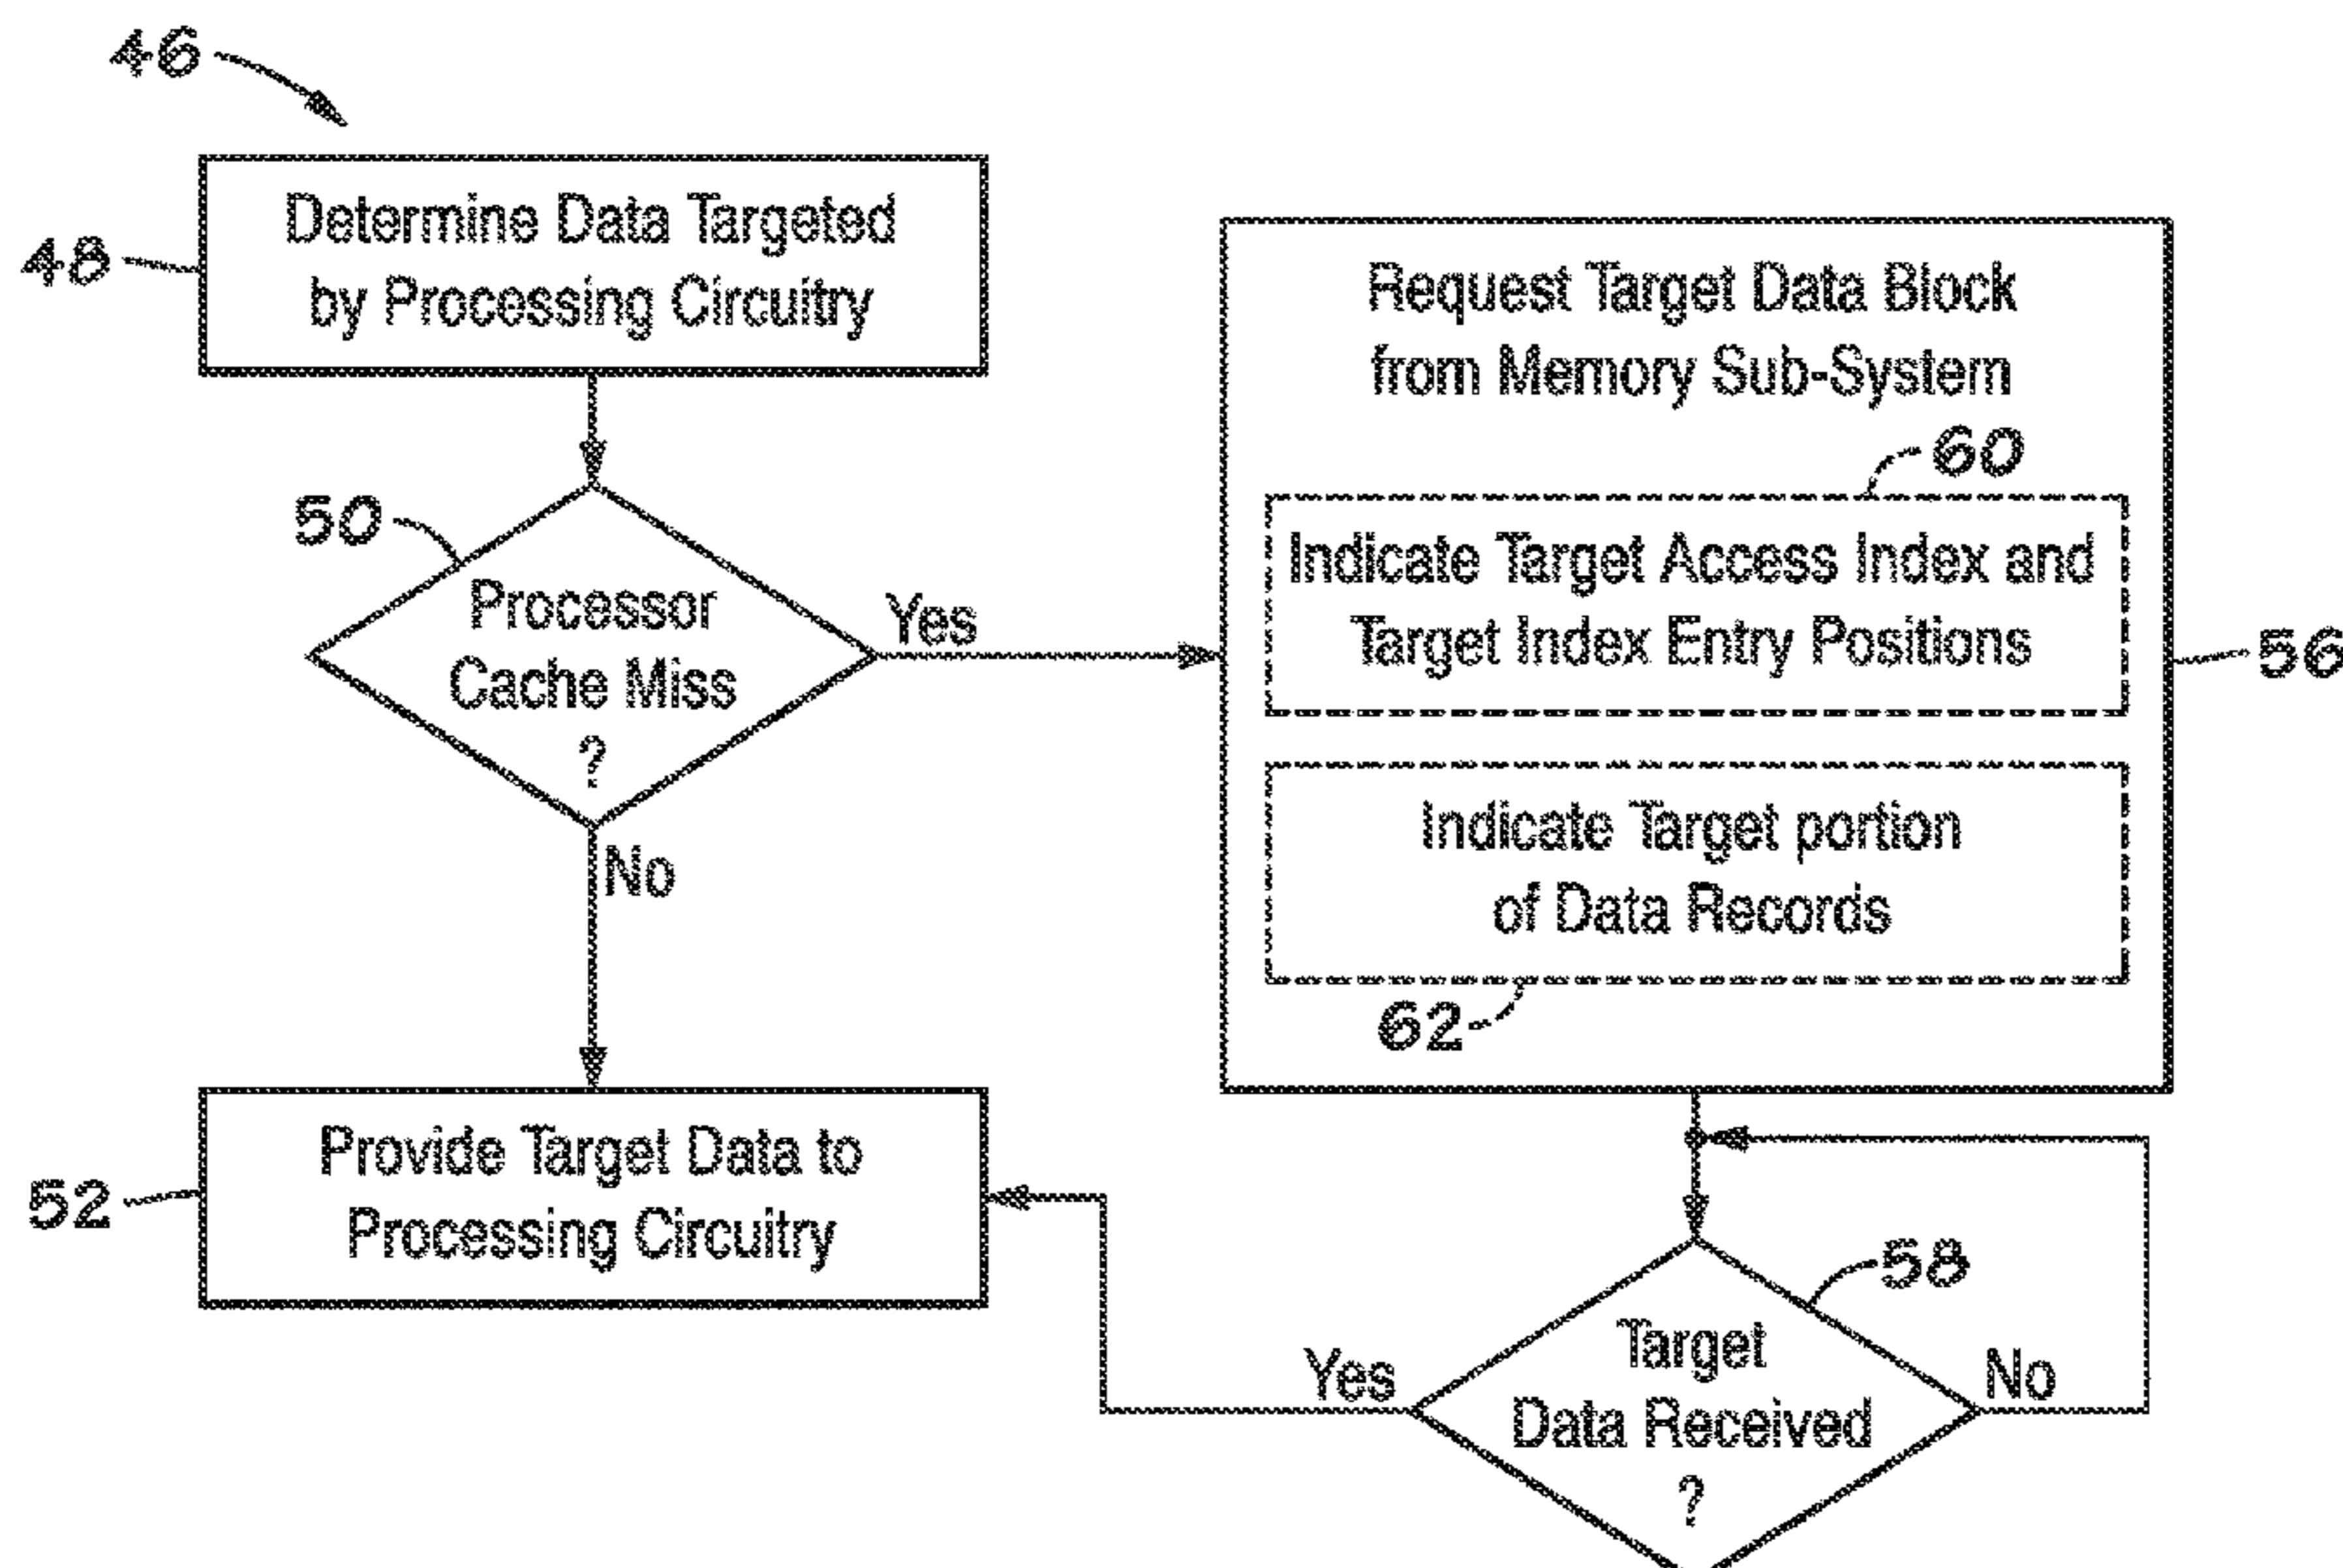 46
48
Determine Data Targeted
by Processing Circuitry
50
Processor
Cache Miss
?
Yes
No
Request Target Data Block
from Memory Sub-System
60
Indicate Target Access Index and
Target Index Entry Positions
56
Indicate Target portion
of Data Records
62
52
Provide Target Data to
Processing Circuitry
58
Target
Data Received
?
Yes
No